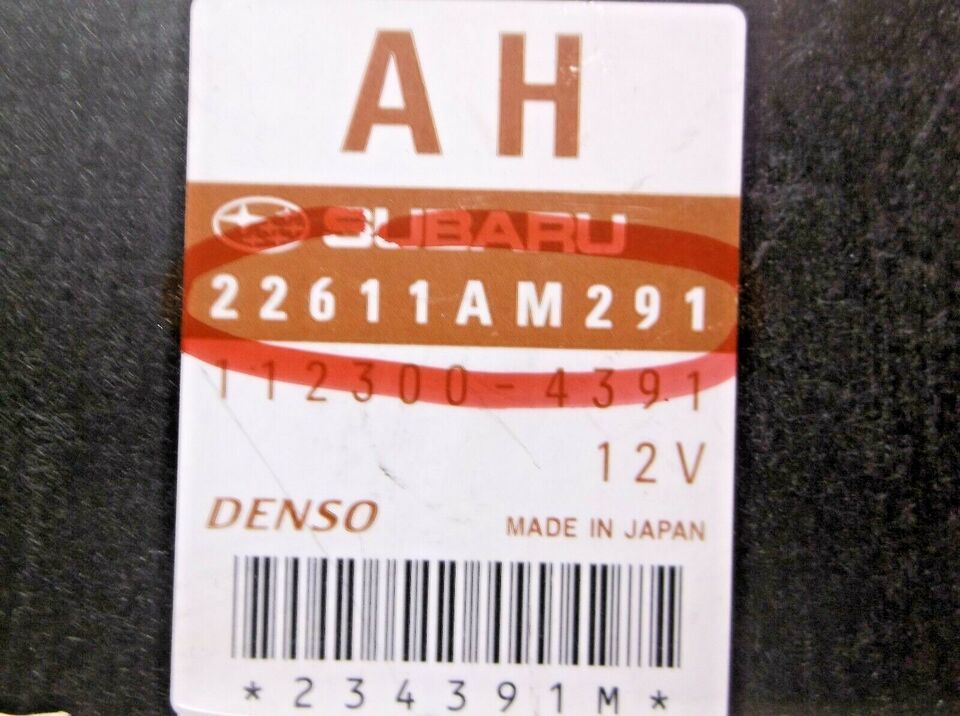 AH
SUBARU
22611AM291
112300-4391
12V
DENSO
MADE IN JAPAN
*234391M*